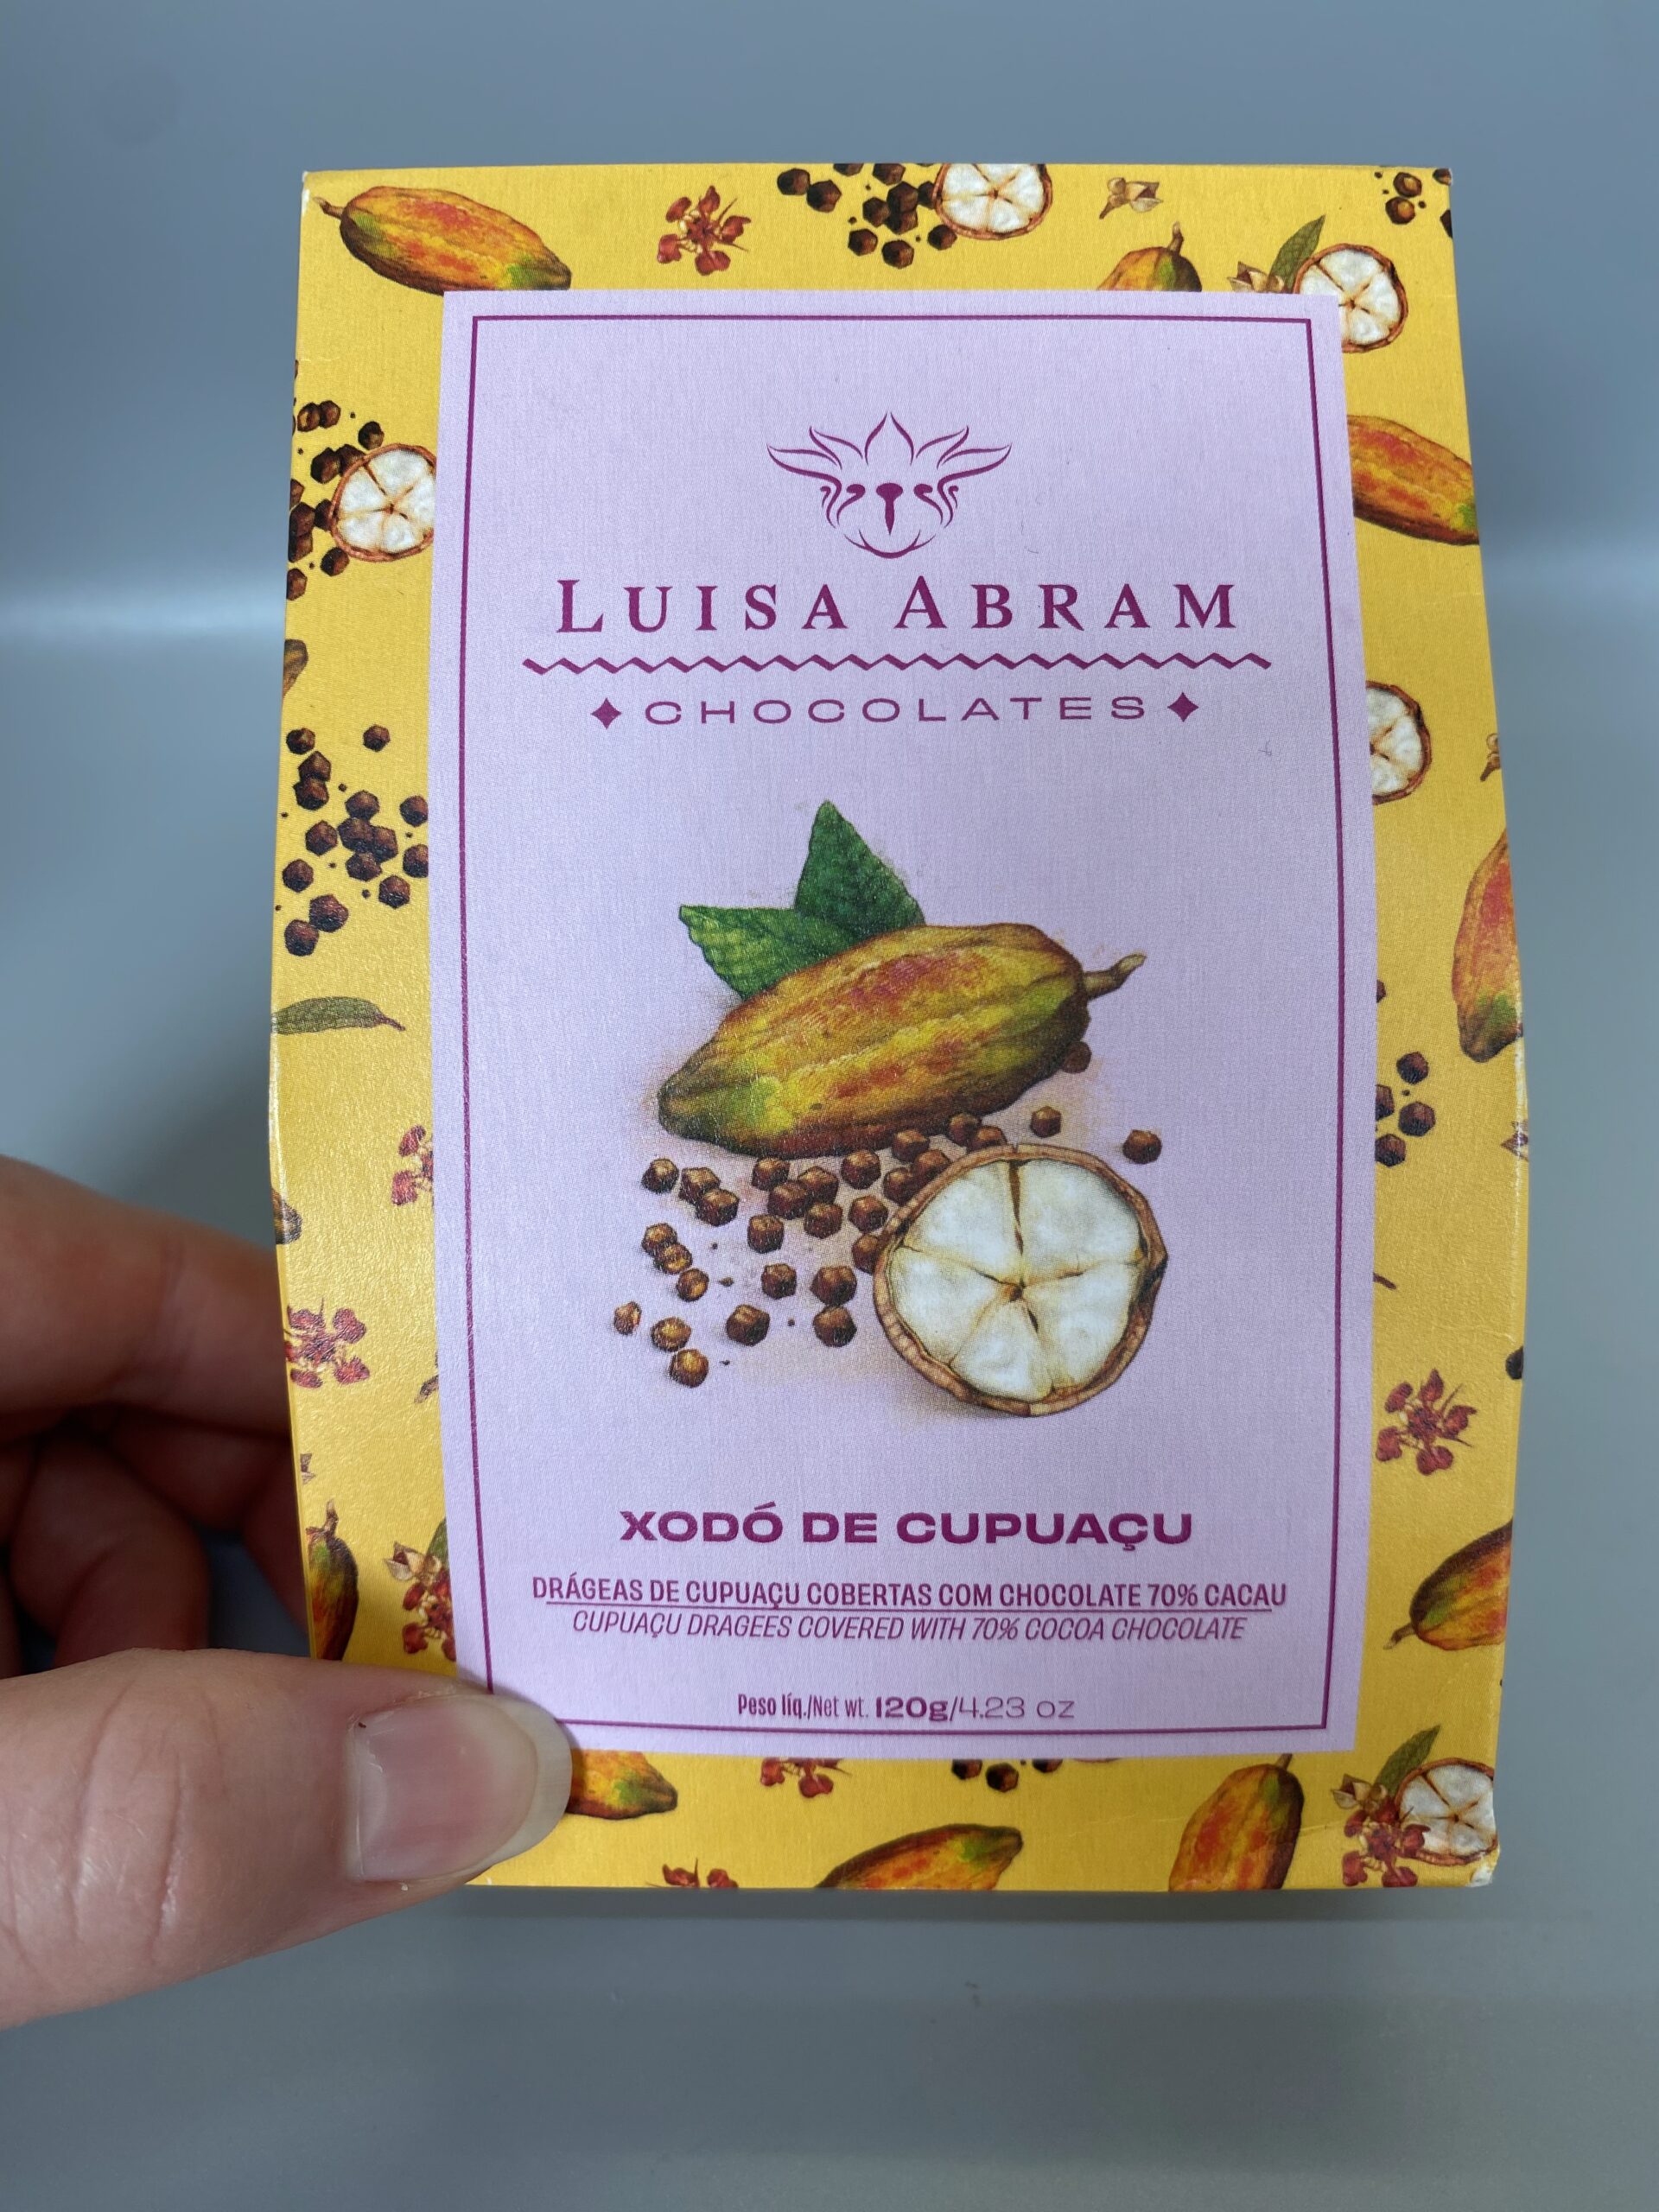 LUISA ABRAM
CHOCOLATES
XODÓ DE CUPUAÇU
DRÁGEAS DE CUPUAÇU COBERTAS COM CHOCOLATE 70% CACAU
CUPUAÇU DRAGEES COVERED WITH 70% COCOA CHOCOLATE
Peso líq./Net wt. 120g/4.23 oz